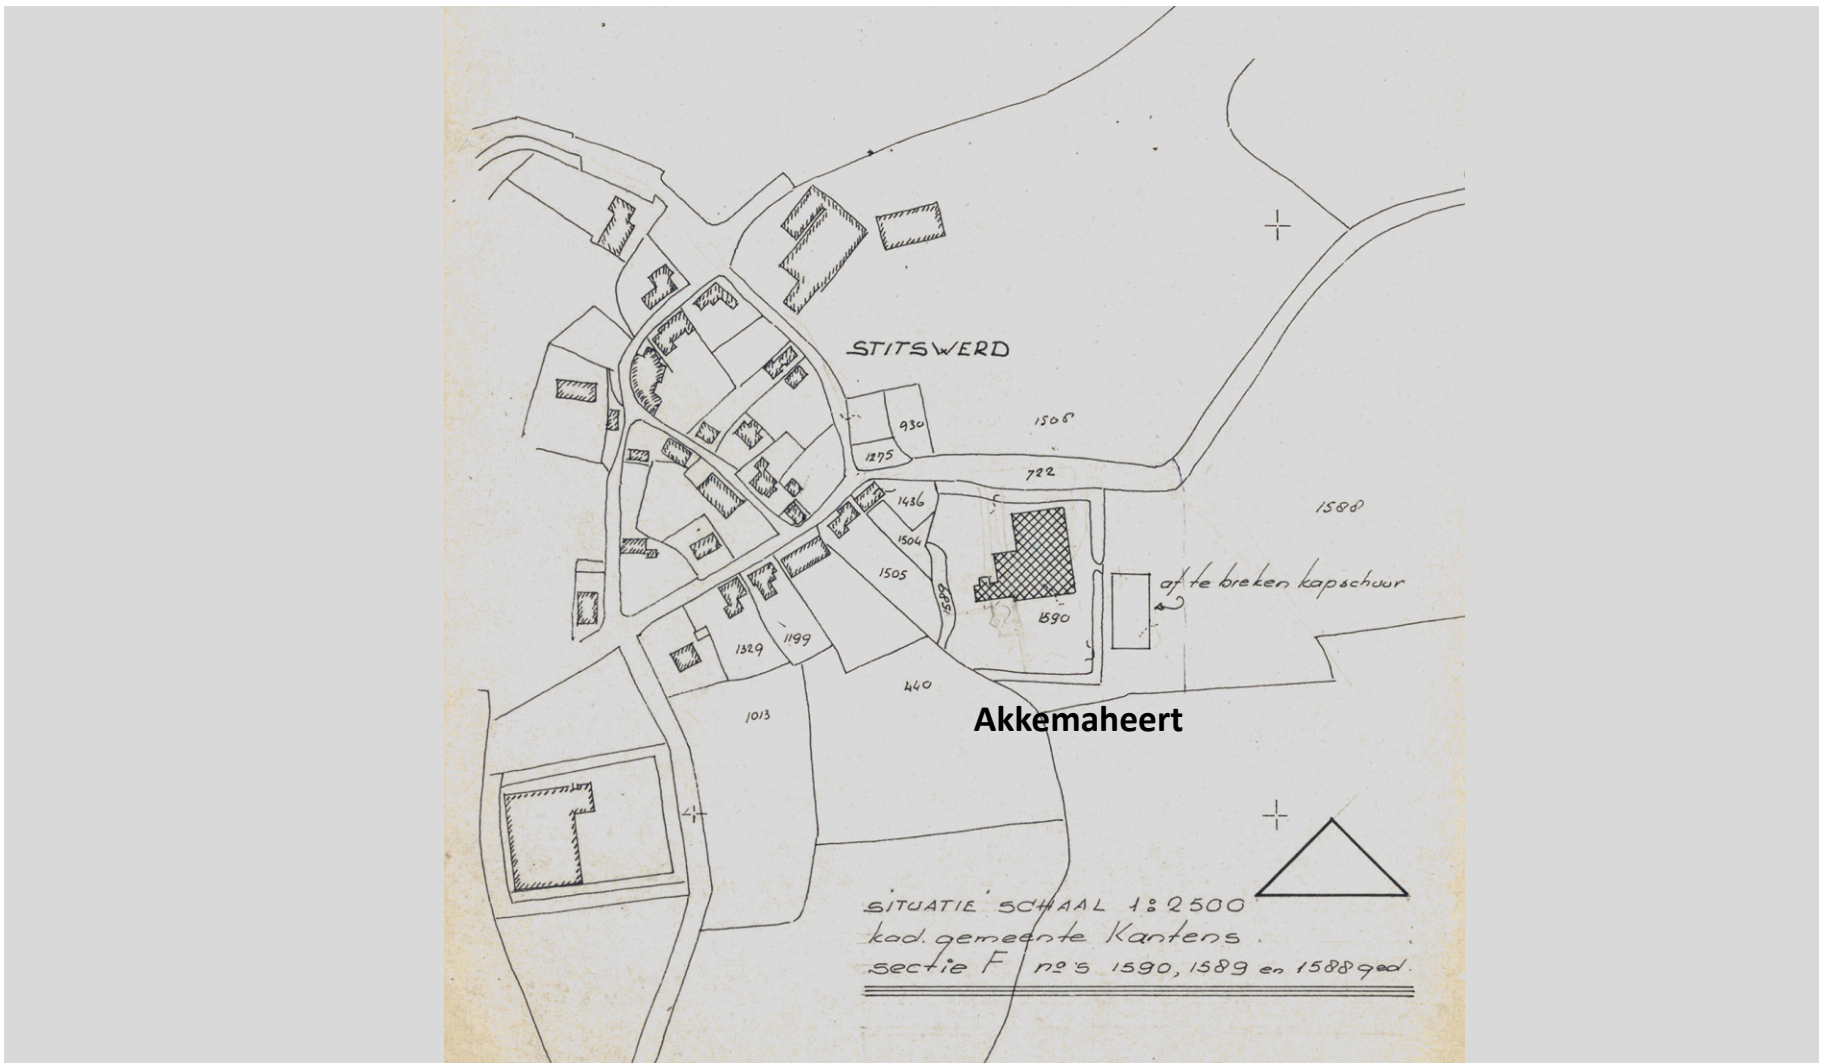 STITSWERD
930
1506
1275
722
1436
1588
1504
1505
af te breken kapschuur
1589
1590
1199
1329
440
1013
Akkemaheert
SITUATIE SCHAAL 1:2500
kad. gemeente Kantens.
sectie F no's 1590, 1589 en 1588 ged.